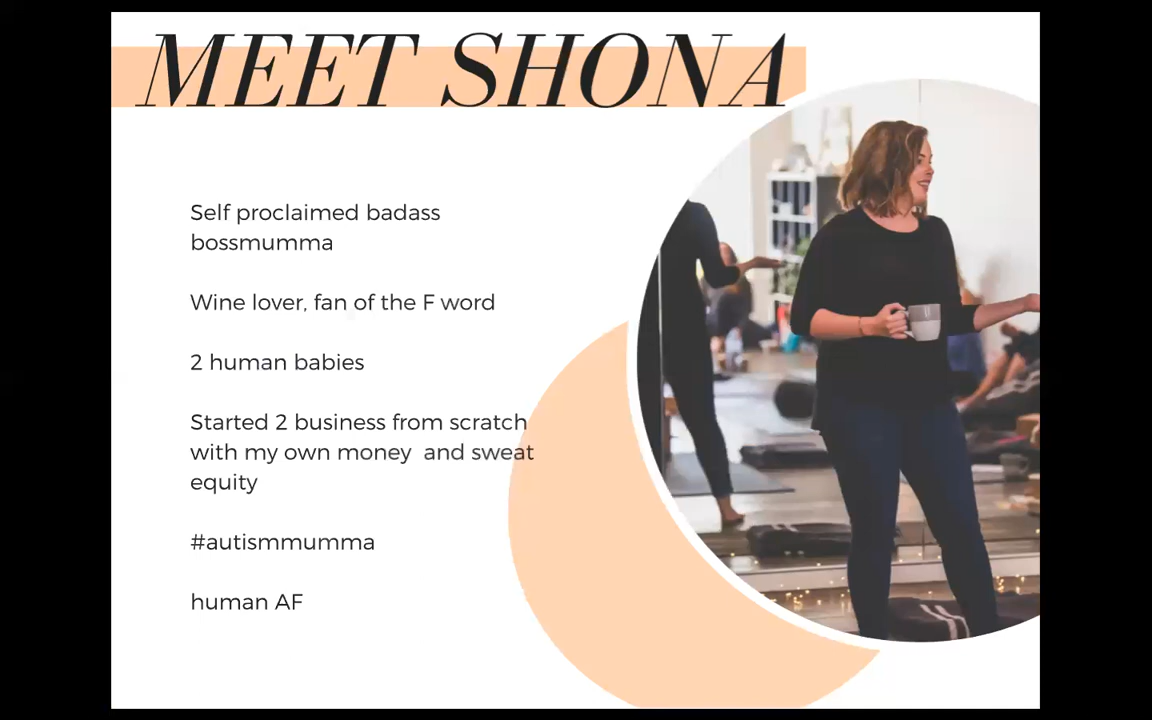 MEET SHONA
Self proclaimed badass
bossmumma
Wine lover, fan of the F word
2 human babies
Started 2 business from scratch
with my own money  and sweat
equity
#autismmumma
human AF